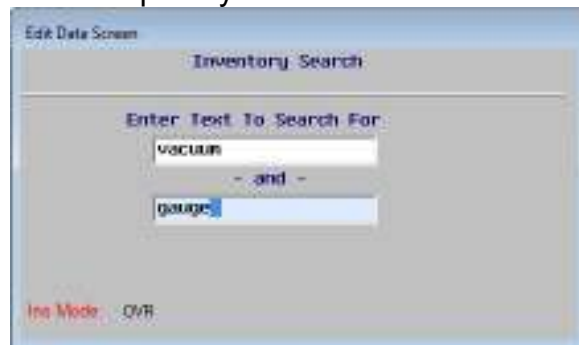 Edit Data Screen
Inventory Search
Enter Text To Search For
vacuum
- and -
gauge
Ins Mode: OVR